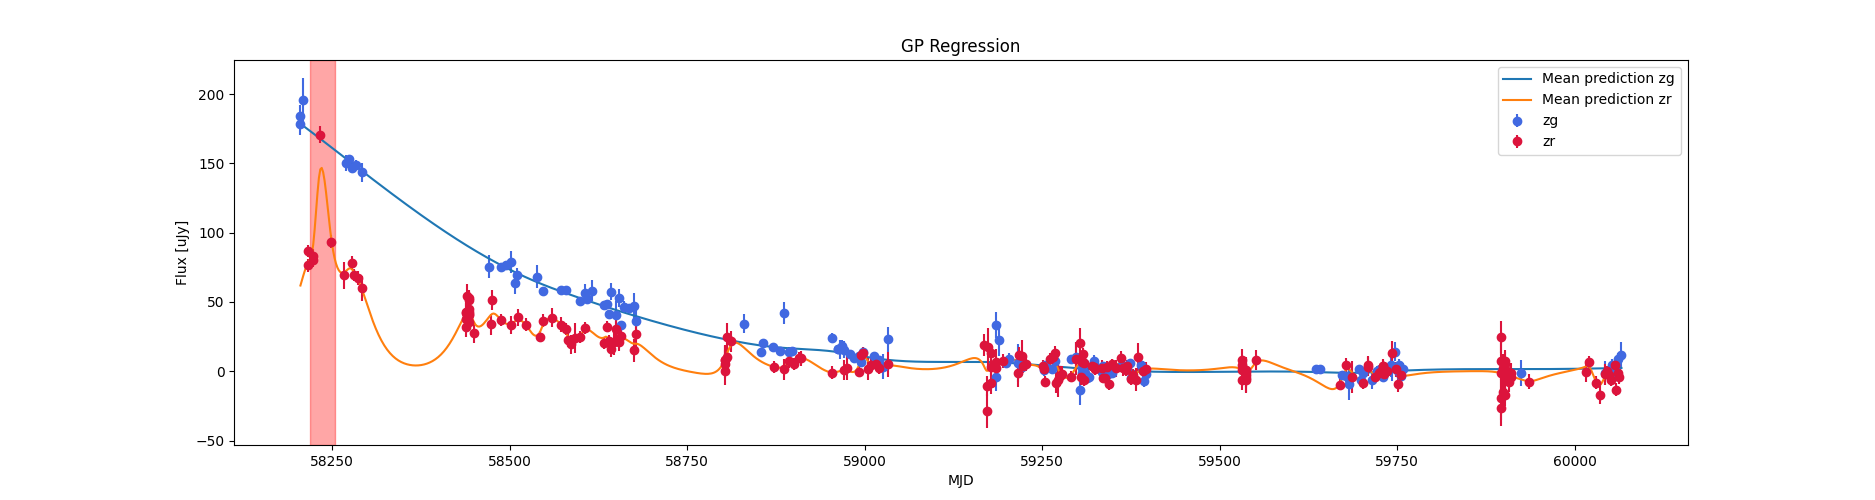 GP Regression
Flux [uJy]
200
150
100
50
0
−50
Mean prediction zg
Mean prediction zr
zg
zr
58250
58500
58750
59000
59250
59500
59750
60000
MJD